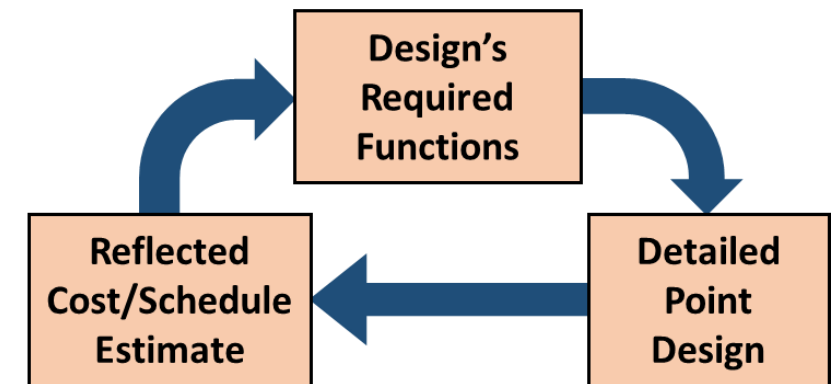 Design’s
Required
Functions
Reflected
Cost/Schedule
Estimate
Detailed
Point
Design